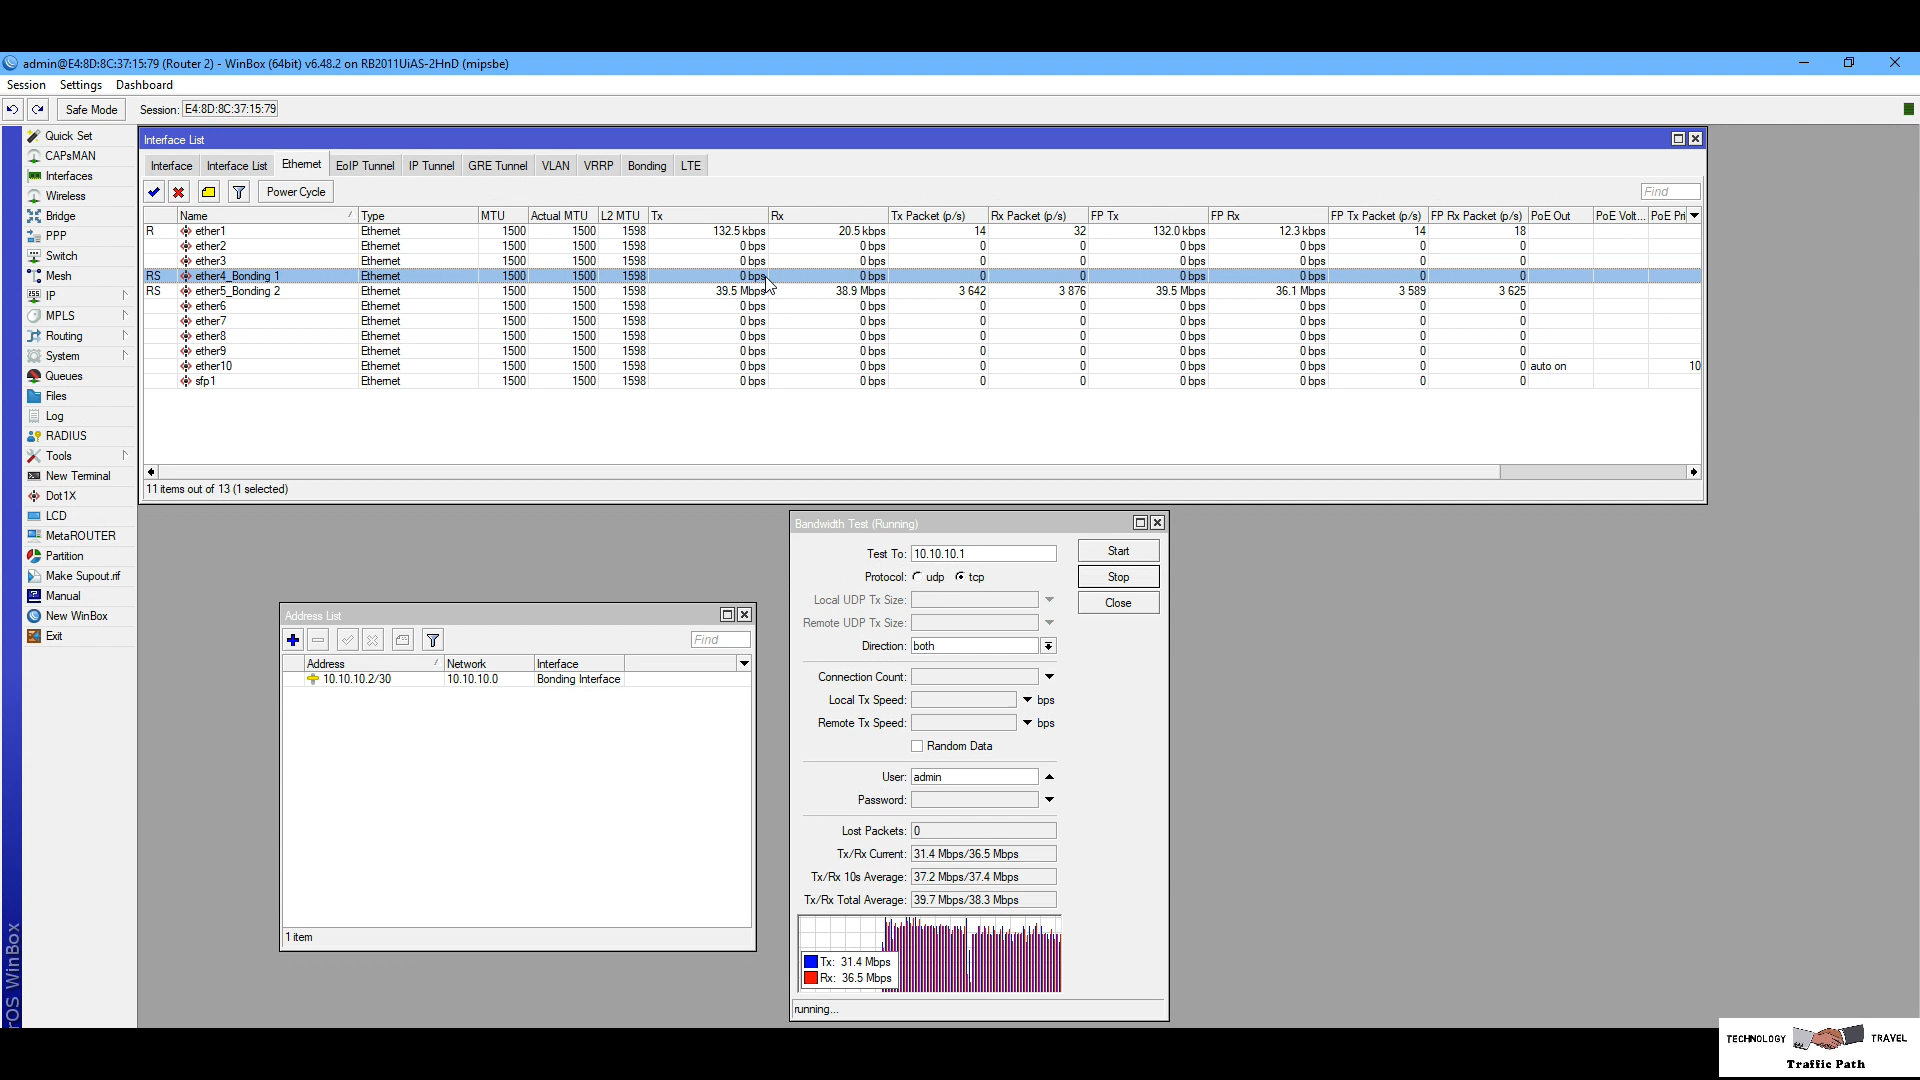 admin@E4:8D:8C:37:15:79 (Router 2) - WinBox (64bit) v6.48.2 on RB2011UiAS-2HnD (mipsbe)
Session Settings Dashboard
Safe Mode Session: E4:8D:8C:37:15:79
Quick Set
CAPsMAN
Interfaces
Wireless
Bridge
PPP
Switch
Mesh
IP
MPLS
Routing
System
Queues
Files
Log
RADIUS
Tools
New Terminal
Dot1X
LCD
MetaROUTER
Partition
Make Supout.rif
Manual
New WinBox
Exit
OS WinBox
Interface List
Interface Interface List Ethernet EoIP Tunnel IP Tunnel GRE Tunnel VLAN VRRP Bonding LTE
Power Cycle Find
Name Type MTU Actual MTU L2 MTU Tx Rx Tx Packet (p/s) Rx Packet (p/s) FP Tx FP Rx FP Tx Packet (p/s) FP Rx Packet (p/s) PoE Out PoE Volt... PoE Pri
R ether1 Ethernet 1500 1500 1598 132.5 kbps 20.5 kbps 14 32 132.0 kbps 12.3 kbps 14 18
ether2 Ethernet 1500 1500 1598 0 bps 0 bps 0 0 0 bps 0 bps 0 0
ether3 Ethernet 1500 1500 1598 0 bps 0 bps 0 0 0 bps 0 bps 0 0
RS ether4_Bonding 1 Ethernet 1500 1500 1598 0 bps 0 bps 0 0 0 bps 0 bps 0 0
RS ether5_Bonding 2 Ethernet 1500 1500 1598 39.5 Mbps 38.9 Mbps 3 642 3 876 39.5 Mbps 36.1 Mbps 3 589 3 625
ether6 Ethernet 1500 1500 1598 0 bps 0 bps 0 0 0 bps 0 bps 0 0
ether7 Ethernet 1500 1500 1598 0 bps 0 bps 0 0 0 bps 0 bps 0 0
ether8 Ethernet 1500 1500 1598 0 bps 0 bps 0 0 0 bps 0 bps 0 0
ether9 Ethernet 1500 1500 1598 0 bps 0 bps 0 0 0 bps 0 bps 0 0
ether10 Ethernet 1500 1500 1598 0 bps 0 bps 0 0 0 bps 0 bps 0 0 auto on 10
sfp1 Ethernet 1500 1500 1598 0 bps 0 bps 0 0 0 bps 0 bps 0 0
11 items out of 13 (1 selected)
Address List
Find
Address Network Interface
10.10.10.2/30 10.10.10.0 Bonding Interface
1 item
Bandwidth Test (Running)
Test To: 10.10.10.1 Start
Protocol: udp tcp Stop
Local UDP Tx Size: Close
Remote UDP Tx Size:
Direction: both
Connection Count:
Local Tx Speed: bps
Remote Tx Speed: bps
Random Data
User: admin
Password:
Lost Packets: 0
Tx/Rx Current: 31.4 Mbps/36.5 Mbps
Tx/Rx 10s Average: 37.2 Mbps/37.4 Mbps
Tx/Rx Total Average: 39.7 Mbps/38.3 Mbps
Tx: 31.4 Mbps
Rx: 36.5 Mbps
running...
TECHNOLOGY TRAVEL
Traffic Path